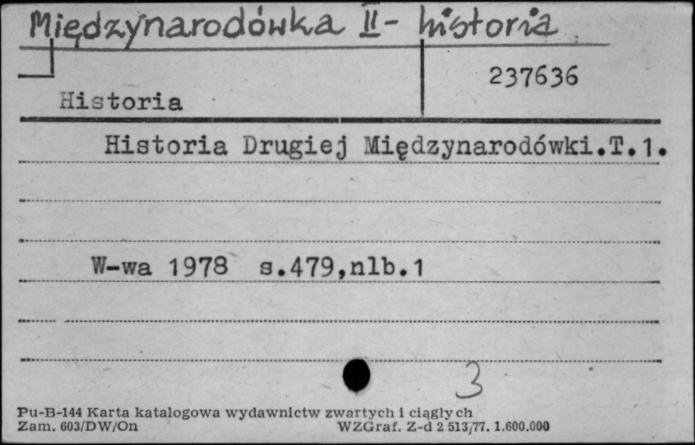 Międzynarodówka II - historia
237636
Historia
Historia Drugiej Międzynarodówki.T.1.
W-wa 1978 s.479,nlb.1
3
Pu-B-144 Karta katalogowa wydawnictw zwartych i ciągłych
Zam. 603/DW/On WZGraf. Z-d 2 513/77. 1.600.000